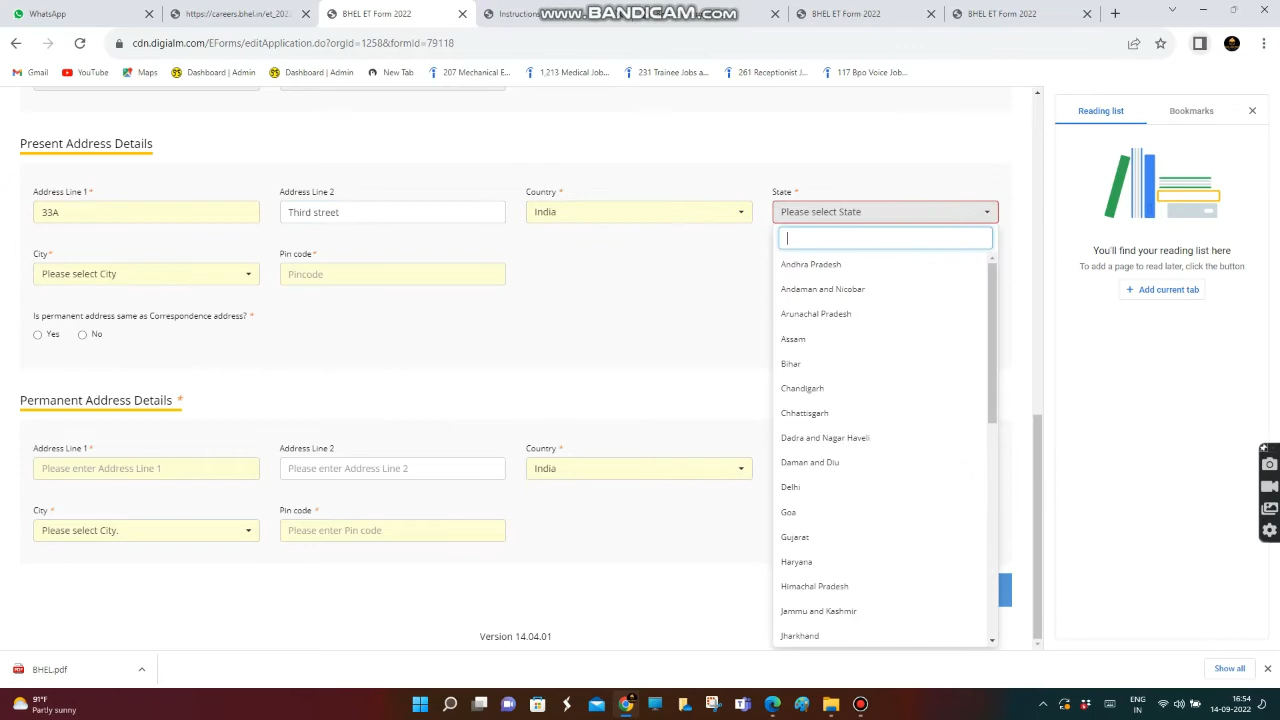 WhatsApp
https://careers.bhel.in/et_202
BHEL ET Form 2022
Instructions
BHEL ET Form 2022
BHEL ET Form 2022
www.BANDICAM.com
cdn.digialm.com/EForms/editApplication.do?orgId=1258&formId=79118
Gmail
YouTube
Maps
Dashboard | Admin
Dashboard | Admin
New Tab
207 Mechanical E...
1,213 Medical Job...
231 Trainee Jobs a...
261 Receptionist J...
117 Bpo Voice Job...
Reading list
Bookmarks
You'll find your reading list here
To add a page to read later, click the button
+ Add current tab
Present Address Details
Address Line 1 *
Address Line 2
Country *
State *
33A
Third street
India
Please select State
City *
Pin code *
Please select City
Pincode
Is permanent address same as Correspondence address? *
Yes
No
Andhra Pradesh
Andaman and Nicobar
Arunachal Pradesh
Assam
Bihar
Chandigarh
Chhattisgarh
Dadra and Nagar Haveli
Daman and Diu
Delhi
Goa
Gujarat
Haryana
Himachal Pradesh
Jammu and Kashmir
Jharkhand
Permanent Address Details *
Address Line 1 *
Address Line 2
Country *
Please enter Address Line 1
Please enter Address Line 2
India
City *
Pin code *
Please select City.
Please enter Pin code
Version 14.04.01
BHEL.pdf
Show all
91°F
Partly sunny
ENG
IN
16:54
14-09-2022